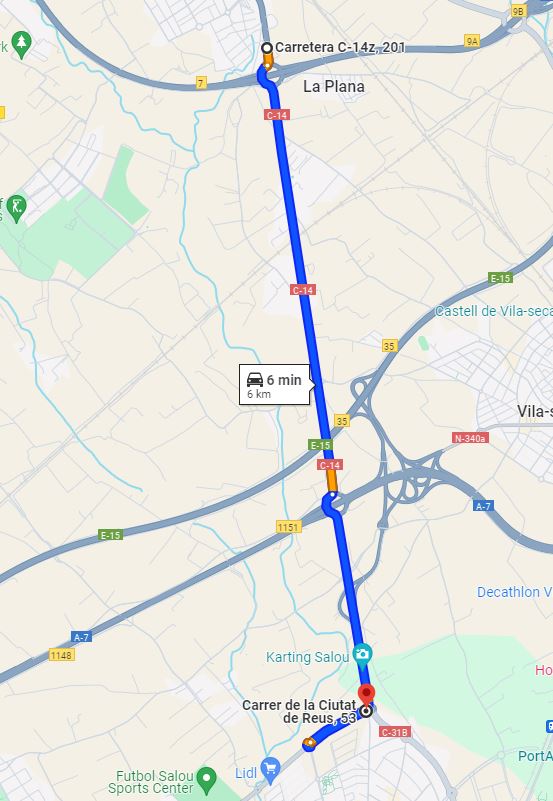 9B
9A
E-15
Castell de Vila-seca
Vila-s
N-340a
A-7
Decathlon V
Ho
PortA
Carretera C-14z, 201
La Plana
35
35
C-14
C-14
C-14
E-15
6 min
6 km
1151
Karting Salou
C-31B
Carrer de la Ciutat
de Reus, 53
Lidl
Futbol Salou
Sports Center
7
E-15
A-7
1148